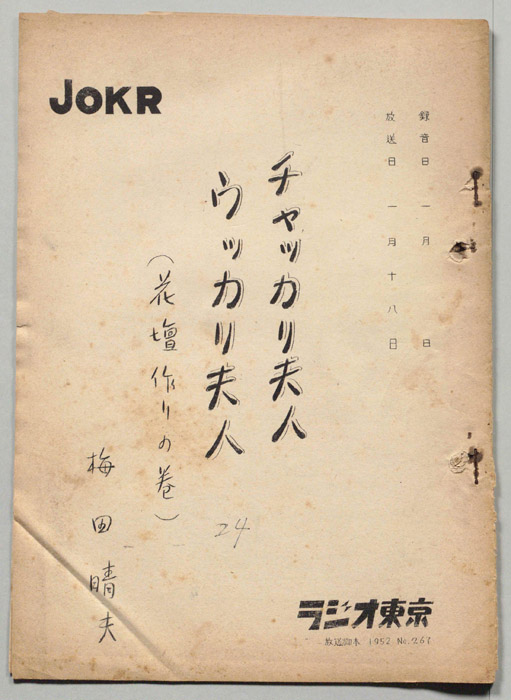 JOKR
録音日 一月 日
放送日 一月十八日
チャッカリ夫人
ウッカリ夫人
(花壇作りの巻)
24
梅田晴夫
ラジオ東京
放送脚本 1952 No.267